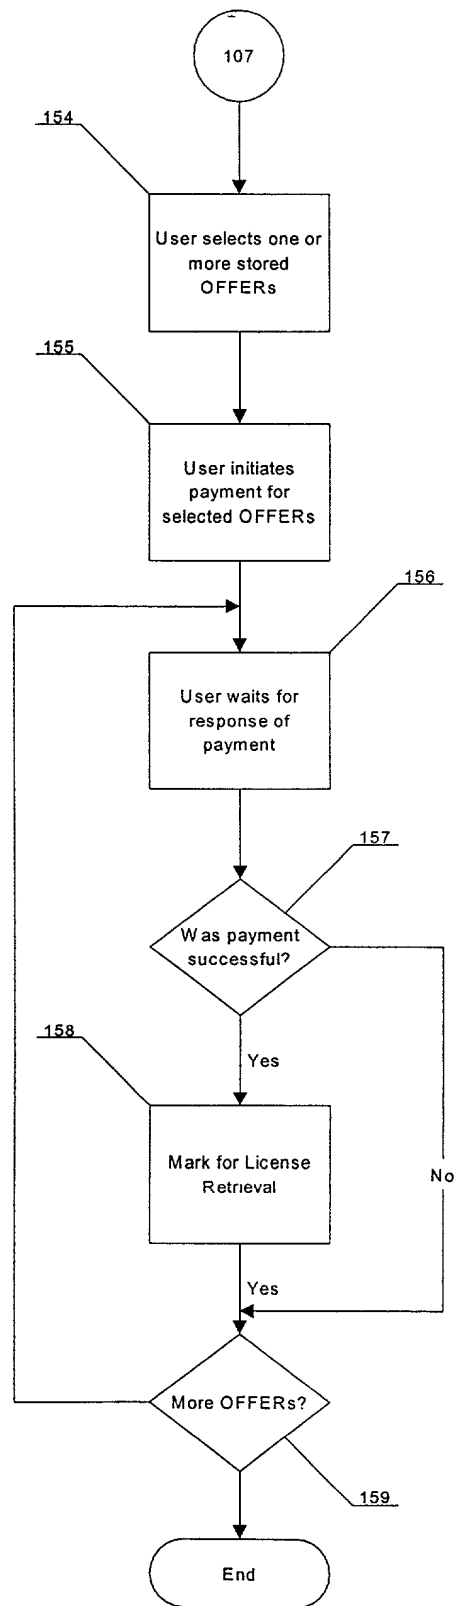 107
154
User selects one or
more stored
OFFERs
155
User initiates
payment for
selected OFFERs
156
User waits for
response of
payment
157
Was payment
successful?
Yes
158
Mark for License
Retrieval
No
Yes
More OFFERs?
159
End